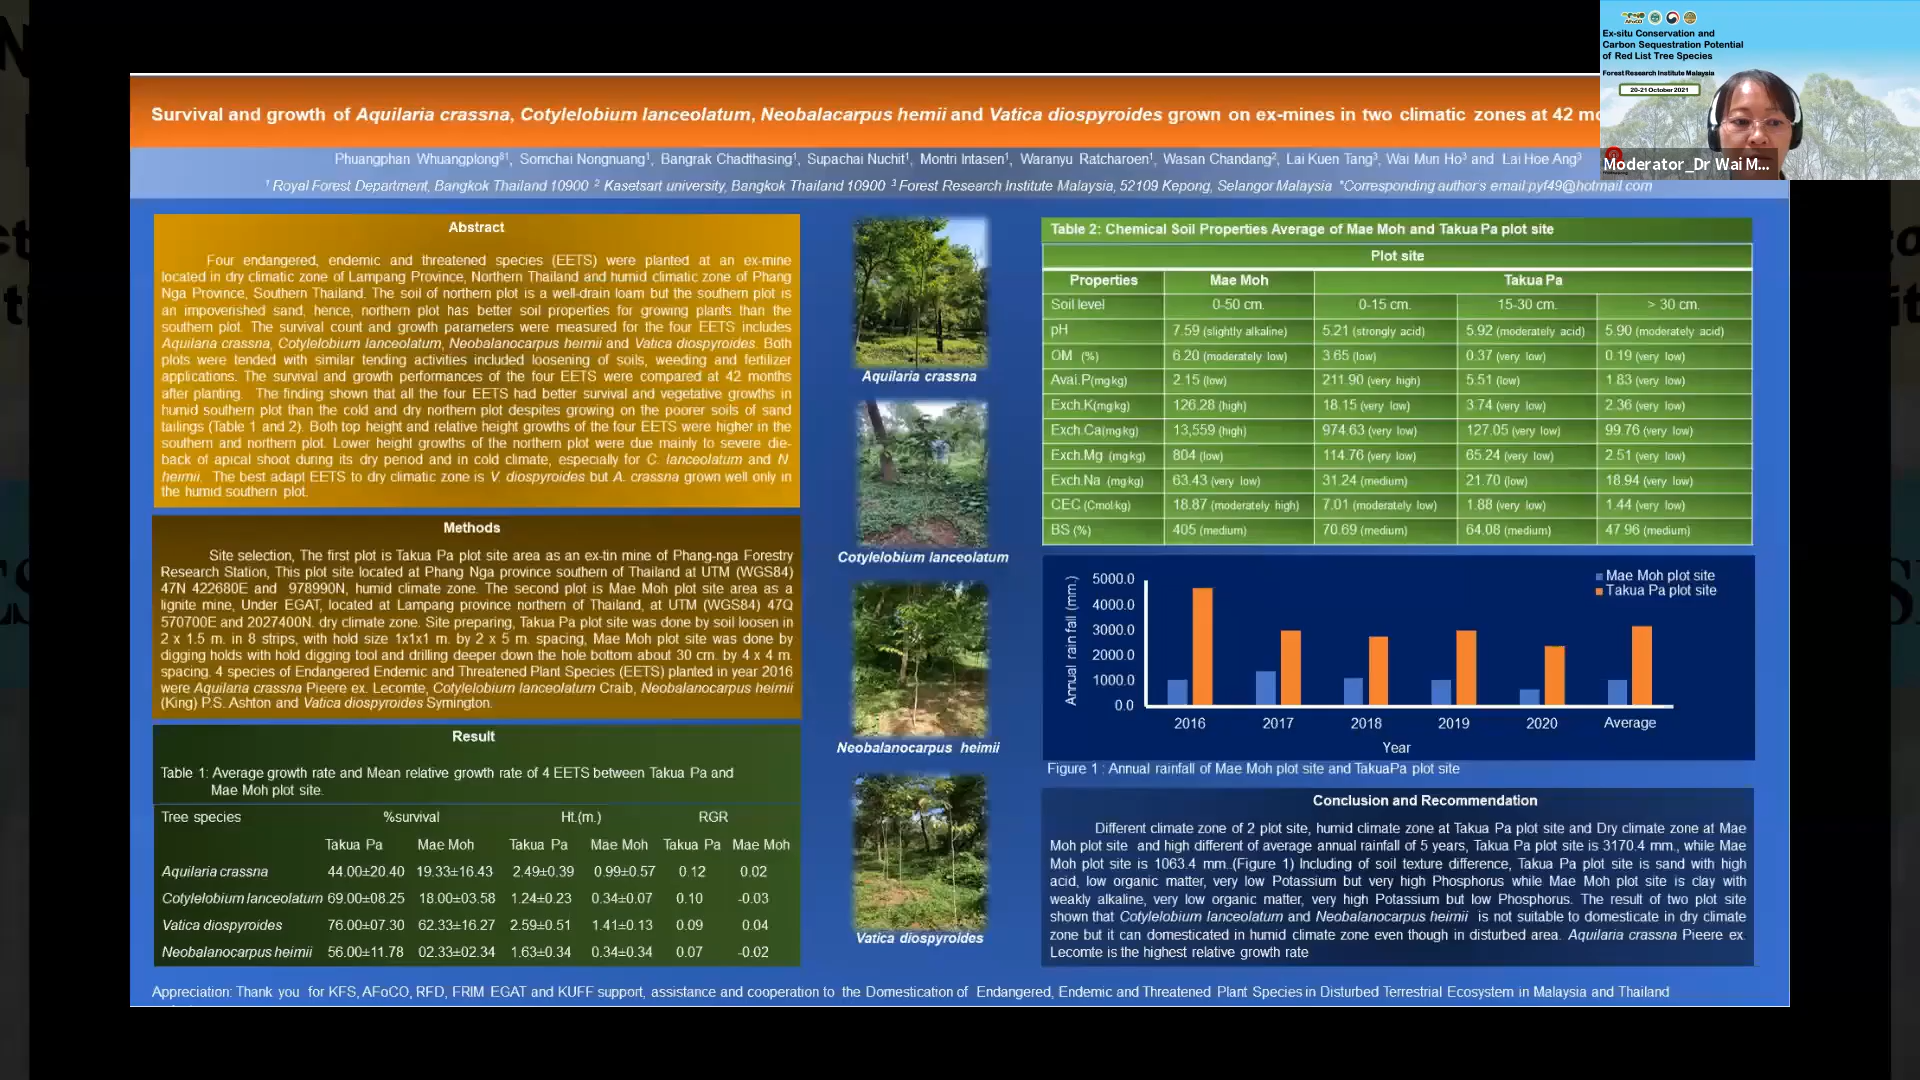 Survival and growth of Aquilaria crassna, Cotylelobium lanceolatum, Neobalacarpus hemii and Vatica diospyroides grown on ex-mines in two climatic zones at 42
Phuangphan Whuangplong§¹, Somchai Nongnuang¹, Bangrak Chadthasing¹, Supachai Nuchit¹, Montri Intasen¹, Waranyu Ratcharoen¹, Wasan Chandang², Lai Kuen Tang³, Wai Mun Ho³ and Lai Hoe Ang³
¹ Royal Forest Department, Bangkok Thailand 10900 ² Kasetsart university, Bangkok Thailand 10900 ³ Forest Research Institute Malaysia, 52109 Kepong, Selangor Malaysia *Corresponding author's email:pyf49@hotmail.com
Ex-situ Conservation and
Carbon Sequestration Potential
of Red List Tree Species
Forest Research Institute Malaysia
20-21 October 2021
Moderator_Dr Wai M...
Abstract
Four endangered, endemic and threatened species (EETS) were planted at an ex-mine
located in dry climatic zone of Lampang Province, Northern Thailand and humid climatic zone of Phang
Nga Province, Southern Thailand. The soil of northern plot is a well-drain loam but the southern plot is
an impoverished sand, hence, northern plot has better soil properties for growing plants than the
southern plot. The survival count and growth parameters were measured for the four EETS includes
Aquilaria crassna, Cotylelobium lanceolatum, Neobalanocarpus heimii and Vatica diospyroides. Both
plots were tended with similar tending activities included loosening of soils, weeding and fertilizer
applications. The survival and growth performances of the four EETS were compared at 42 months
after planting. The finding shown that all the four EETS had better survival and vegetative growths in
humid southern plot than the cold and dry northern plot despites growing on the poorer soils of sand
tailings (Table 1 and 2). Both top height and relative height growths of the four EETS were higher in the
southern and northern plot. Lower height growths of the northern plot were due mainly to severe die-
back of apical shoot during its dry period and in cold climate, especially for C. lanceolatum and N.
heimii. The best adapt EETS to dry climatic zone is V. diospyroides but A. crassna grown well only in
the humid southern plot.
Methods
Site selection, The first plot is Takua Pa plot site area as an ex-tin mine of Phang-nga Forestry
Research Station, This plot site located at Phang Nga province southern of Thailand at UTM (WGS84)
47N 422680E and 978990N, humid climate zone. The second plot is Mae Moh plot site area as a
lignite mine, Under EGAT, located at Lampang province northern of Thailand, at UTM (WGS84) 47Q
570700E and 2027400N. dry climate zone. Site preparing, Takua Pa plot site was done by soil loosen in
2 x 1.5 m. in 8 strips, with hold size 1x1x1 m. by 2 x 5 m. spacing, Mae Moh plot site was done by
digging holds with hold digging tool and drilling deeper down the hole bottom about 30 cm. by 4 x 4 m.
spacing. 4 species of Endangered Endemic and Threatened Plant Species (EETS) planted in year 2016
were Aquilaria crassna Pieere ex. Lecomte, Cotylelobium lanceolatum Craib, Neobalanocarpus heimii
(King) P.S. Ashton and Vatica diospyroides Symington.
Result
Table 1: Average growth rate and Mean relative growth rate of 4 EETS between Takua Pa and
Mae Moh plot site.
Tree species %survival Ht.(m.) RGR
Takua Pa Mae Moh Takua Pa Mae Moh Takua Pa Mae Moh
Aquilaria crassna 44.00±20.40 19.33±16.43 2.49±0.39 0.99±0.57 0.12 0.02
Cotylelobium lanceolatum 69.00±08.25 18.00±03.58 1.24±0.23 0.34±0.07 0.10 -0.03
Vatica diospyroides 76.00±07.30 62.33±16.27 2.59±0.51 1.41±0.13 0.09 0.04
Neobalanocarpus heimii 56.00±11.78 02.33±02.34 1.63±0.34 0.34±0.34 0.07 -0.02
Aquilaria crassna
Cotylelobium lanceolatum
Neobalanocarpus heimii
Vatica diospyroides
Table 2: Chemical Soil Properties Average of Mae Moh and Takua Pa plot site
Plot site
Properties Mae Moh Takua Pa
Soil level 0-50 cm. 0-15 cm. 15-30 cm. > 30 cm.
pH 7.59 (slightly alkaline) 5.21 (strongly acid) 5.92 (moderately acid) 5.90 (moderately acid)
OM (%) 6.20 (moderately low) 3.65 (low) 0.37 (very low) 0.19 (very low)
Avai.P(mg/kg) 2.15 (low) 211.90 (very high) 5.51 (low) 1.83 (very low)
Exch.K(mg/kg) 126.28 (high) 18.15 (very low) 3.74 (very low) 2.36 (very low)
Exch.Ca(mg/kg) 13,559 (high) 974.63 (very low) 127.05 (very low) 99.76 (very low)
Exch.Mg (mg/kg) 804 (low) 114.76 (very low) 65.24 (very low) 2.51 (very low)
Exch.Na (mg/kg) 63.43 (very low) 31.24 (medium) 21.70 (low) 18.94 (very low)
CEC (Cmol/kg) 18.87 (moderately high) 7.01 (moderately low) 1.88 (very low) 1.44 (very low)
BS (%) 405 (medium) 70.69 (medium) 64.08 (medium) 47.96 (medium)
Annual rain fall (mm.)
5000.0
4000.0
3000.0
2000.0
1000.0
0.0
Mae Moh plot site
Takua Pa plot site
2016 2017 2018 2019 2020 Average
Year
Figure 1 : Annual rainfall of Mae Moh plot site and TakuaPa plot site
Conclusion and Recommendation
Different climate zone of 2 plot site, humid climate zone at Takua Pa plot site and Dry climate zone at Mae
Moh plot site and high different of average annual rainfall of 5 years, Takua Pa plot site is 3170.4 mm., while Mae
Moh plot site is 1063.4 mm..(Figure 1) Including of soil texture difference, Takua Pa plot site is sand with high
acid, low organic matter, very low Potassium but very high Phosphorus while Mae Moh plot site is clay with
weakly alkaline, very low organic matter, very high Potassium but low Phosphorus. The result of two plot site
shown that Cotylelobium lanceolatum and Neobalanocarpus heimii is not suitable to domesticate in dry climate
zone but it can domesticated in humid climate zone even though in disturbed area. Aquilaria crassna Pieere ex.
Lecomte is the highest relative growth rate
Appreciation: Thank you for KFS, AFoCO, RFD, FRIM EGAT and KUFF support, assistance and cooperation to the Domestication of Endangered, Endemic and Threatened Plant Species in Disturbed Terrestrial Ecosystem in Malaysia and Thailand